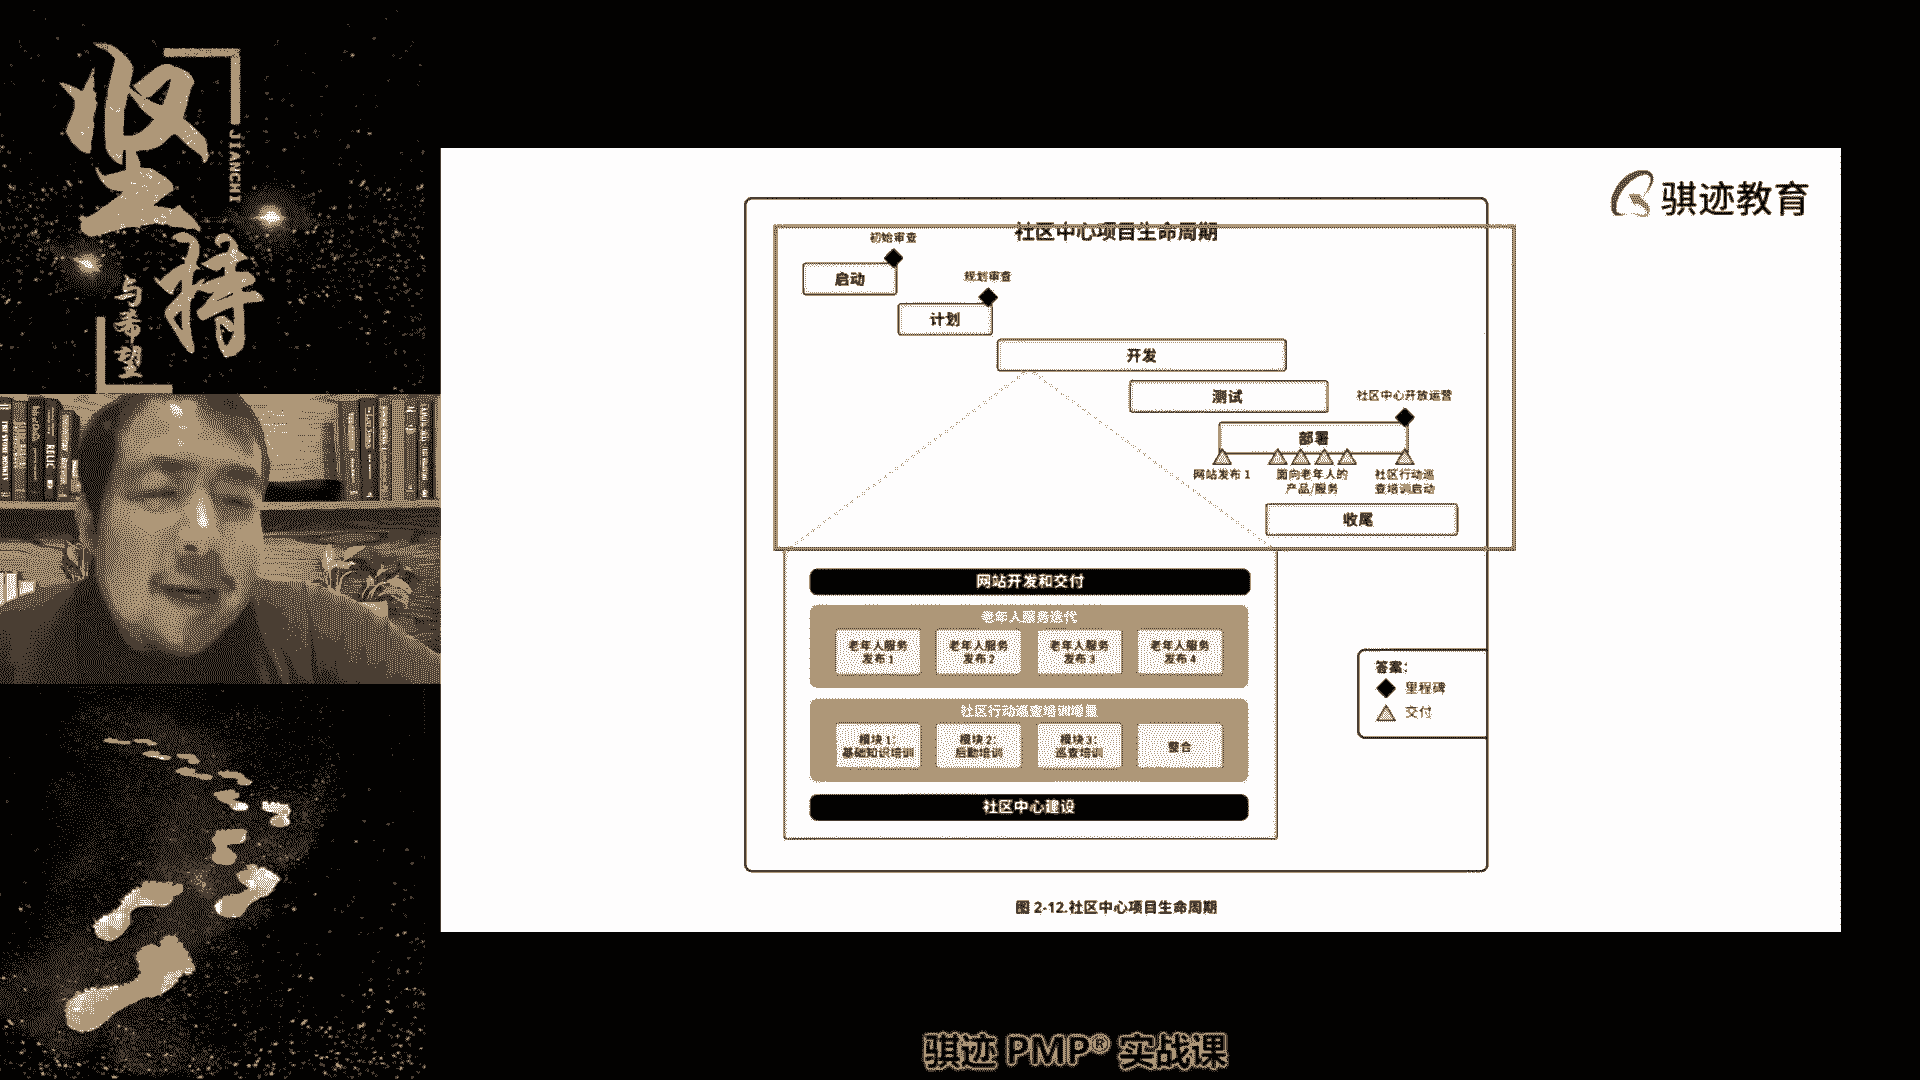 坚持
JIANCHI
与希望
RELIC
骐迹教育
社区中心项目生命周期
初始审查
启动
规划审查
计划
开发
测试
社区中心开放运营
部署
网站发布 1
面向老年人的
产品/服务
社区行动巡
查培训启动
收尾
网站开发和交付
老年人服务迭代
老年人服务
发布 1
老年人服务
发布 2
老年人服务
发布 3
老年人服务
发布 4
社区行动巡查培训增量
模块 1:
基础知识培训
模块 2:
后勤培训
模块 3:
巡查培训
整合
社区中心建设
答案:
里程碑
交付
图 2-12.社区中心项目生命周期
骐迹 PMP® 实战课